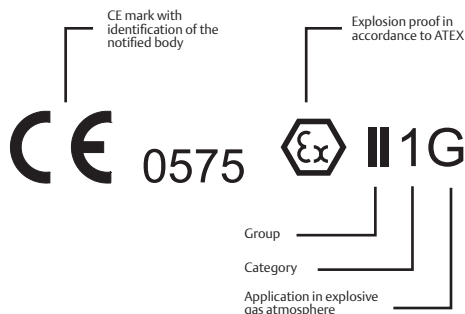 CE mark with
identification of the
notified body
Explosion proof in
accordance to ATEX
CE 0575 Ex II 1G
Group
Category
Application in explosive
gas atmosphere